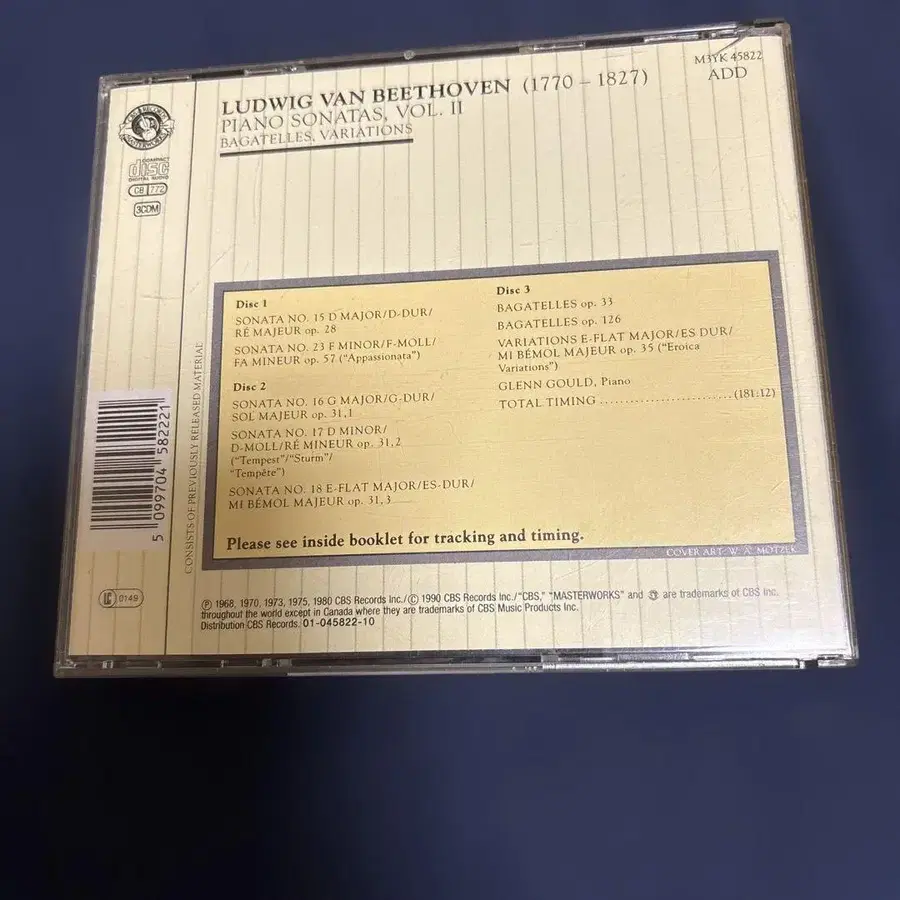 LUDWIG VAN BEETHOVEN (1770 – 1827)
PIANO SONATAS, VOL. II
BAGATELLES, VARIATIONS
M3YK 45822
ADD
CBS RECORDS
MASTERWORKS
COMPACT
disc
DIGITAL AUDIO
CB 772
3CDM
Disc 1
SONATA NO. 15 D MAJOR/D-DUR/
RÉ MAJEUR op. 28
SONATA NO. 23 F MINOR/F-MOLL/
FA MINEUR op. 57 ("Appassionata")
Disc 2
SONATA NO. 16 G MAJOR/G-DUR/
SOL MAJEUR op. 31,1
SONATA NO. 17 D MINOR/
D-MOLL/RÉ MINEUR op. 31,2
("Tempest"/"Sturm"/
"Tempête")
SONATA NO. 18 E-FLAT MAJOR/ES-DUR/
MI BÉMOL MAJEUR op. 31,3
Disc 3
BAGATELLES op. 33
BAGATELLES op. 126
VARIATIONS E-FLAT MAJOR/ES DUR/
MI BÉMOL MAJEUR op. 35 ("Eroica
Variations")
GLENN GOULD, Piano
TOTAL TIMING ........................(181:12)
Please see inside booklet for tracking and timing.
COVER ART: W. A. MOTZEK
CONSISTS OF PREVIOUSLY RELEASED MATERIAL
5 099704 582221
LC 0149
Ⓟ 1968, 1970, 1973, 1975, 1980 CBS Records Inc./Ⓒ 1990 CBS Records Inc./"CBS," "MASTERWORKS" and are trademarks of CBS Inc.
throughout the world except in Canada where they are trademarks of CBS Music Products Inc.
Distribution CBS Records. 01-045822-10